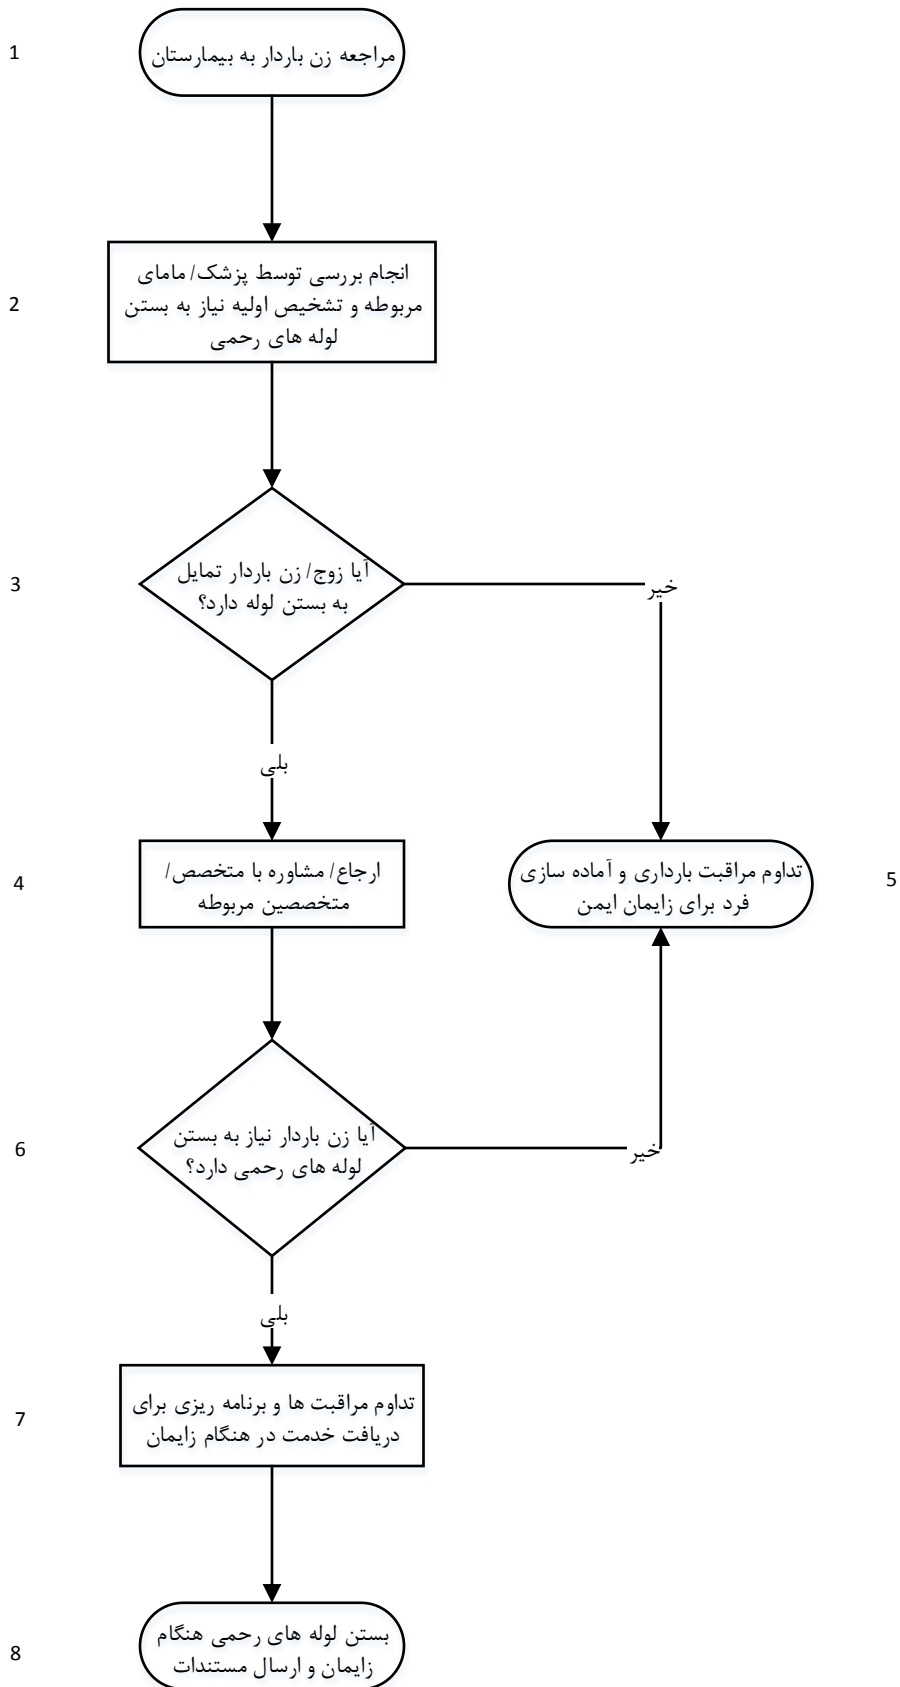 1
مراجعه زن باردار به بیمارستان
2
انجام بررسی توسط پزشک/ مامای
مربوطه و تشخیص اولیه نیاز به بستن
لوله های رحمی
3
آیا زوج/ زن باردار تمایل
به بستن لوله دارد؟
خیر
بلی
4
ارجاع/ مشاوره با متخصص/
متخصصین مربوطه
تداوم مراقبت بارداری و آماده سازی
فرد برای زایمان ایمن
5
6
آیا زن باردار نیاز به بستن
لوله های رحمی دارد؟
خیر
بلی
7
تداوم مراقبت ها و برنامه ریزی برای
دریافت خدمت در هنگام زایمان
8
بستن لوله های رحمی هنگام
زایمان و ارسال مستندات